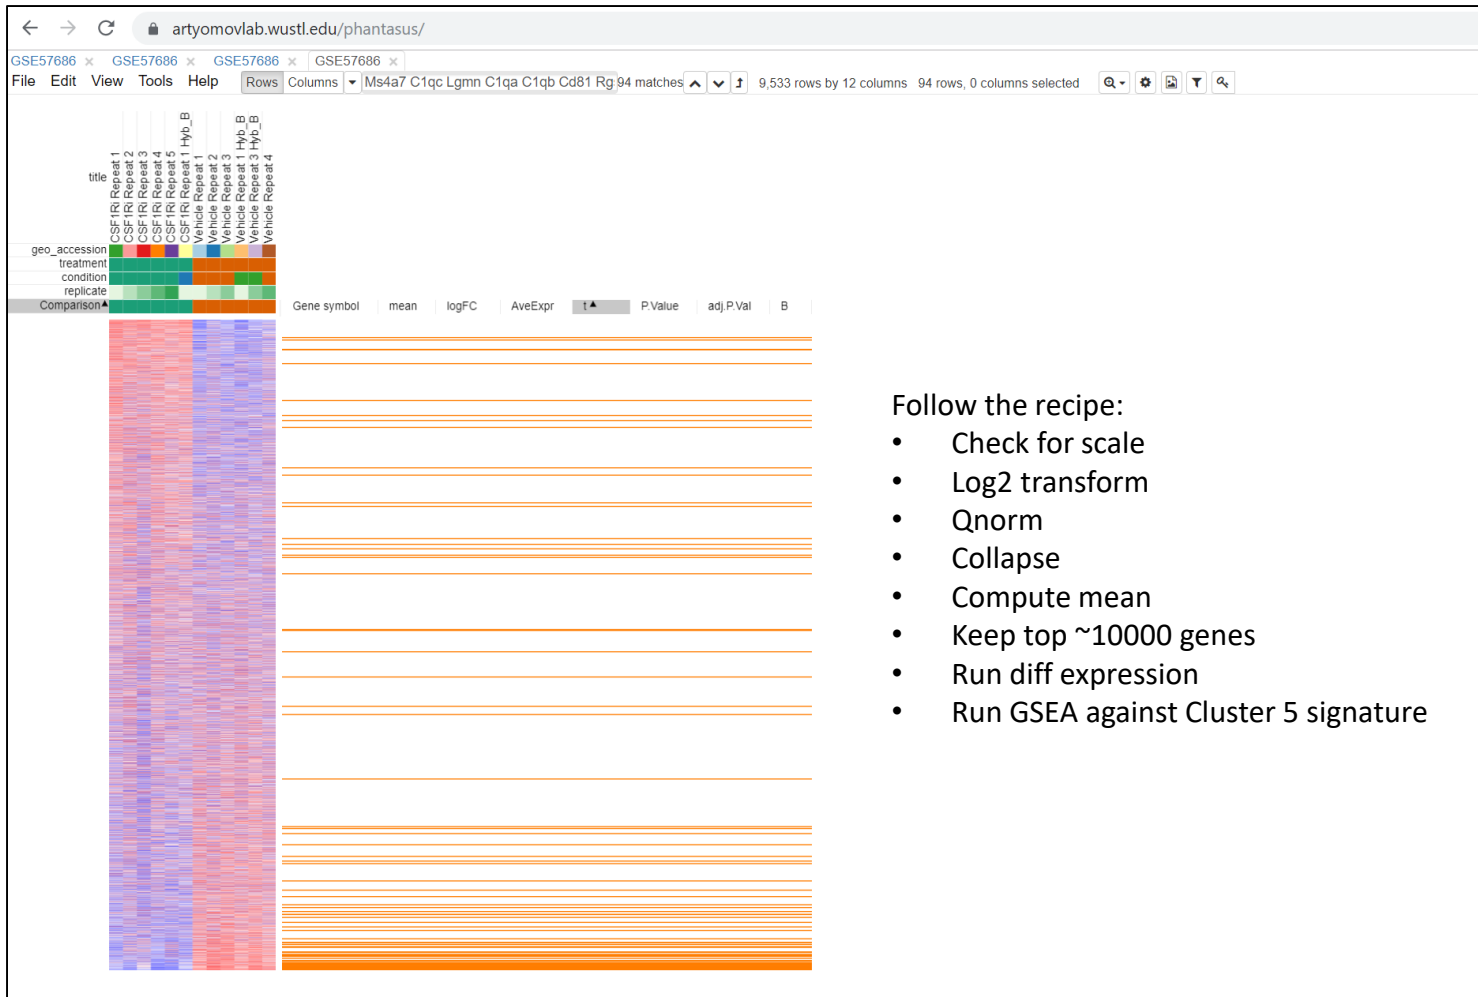 artyomovlab.wustl.edu/phantasus/
GSE57686 × GSE57686 × GSE57686 × GSE57686 ×
File Edit View Tools Help Rows Columns Ms4a7 C1qc Lgmn C1qa C1qb Cd81 Rg 94 matches 9,533 rows by 12 columns 94 rows, 0 columns selected
title
CSF1Ri Repeat 1
CSF1Ri Repeat 2
CSF1Ri Repeat 3
CSF1Ri Repeat 4
CSF1Ri Repeat 5
CSF1Ri Repeat 1 Hyb_B
Vehicle Repeat 1
Vehicle Repeat 2
Vehicle Repeat 3
Vehicle Repeat 1 Hyb_B
Vehicle Repeat 3 Hyb_B
Vehicle Repeat 4
geo_accession
treatment
condition
replicate
Comparison▲ Gene symbol mean logFC AveExpr t▲ P.Value adj.P.Val B
Follow the recipe:
• Check for scale
• Log2 transform
• Qnorm
• Collapse
• Compute mean
• Keep top ~10000 genes
• Run diff expression
• Run GSEA against Cluster 5 signature